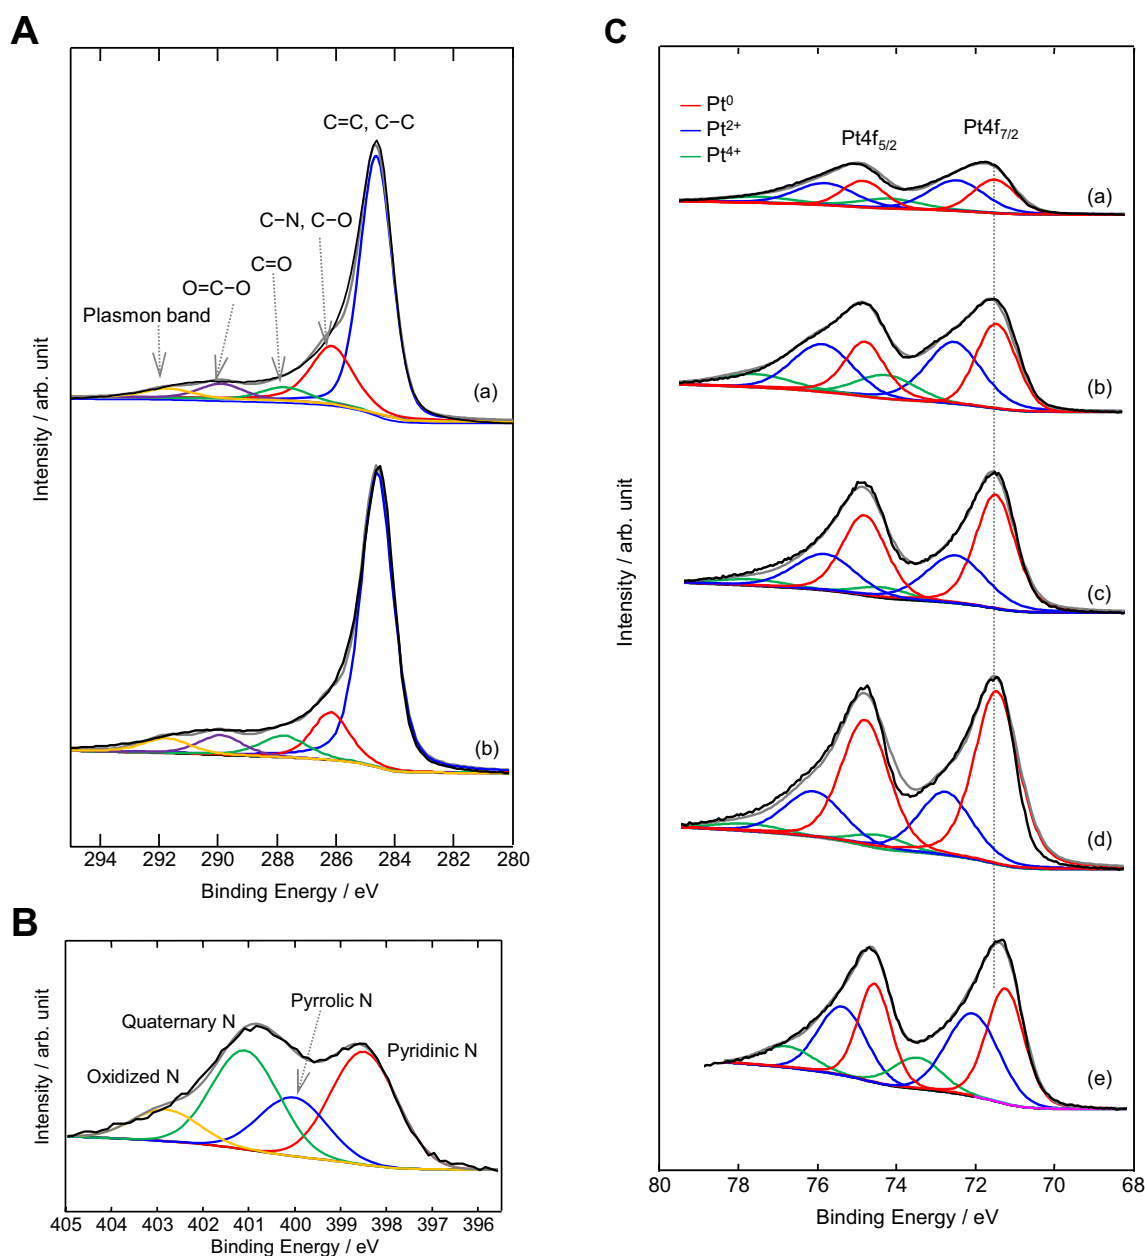 A
C=C, C−C
C−N, C−O
C=O
O=C−O
Plasmon band
(a)
(b)
Intensity / arb. unit
294 292 290 288 286 284 282 280
Binding Energy / eV
B
Pyrrolic N
Quaternary N
Pyridinic N
Oxidized N
Intensity / arb. unit
405 404 403 402 401 400 399 398 397 396
Binding Energy / eV
C
Pt⁰
Pt²⁺
Pt⁴⁺
Pt4f₅/₂
Pt4f₇/₂
(a)
(b)
(c)
(d)
(e)
Intensity / arb. unit
80 78 76 74 72 70 68
Binding Energy / eV